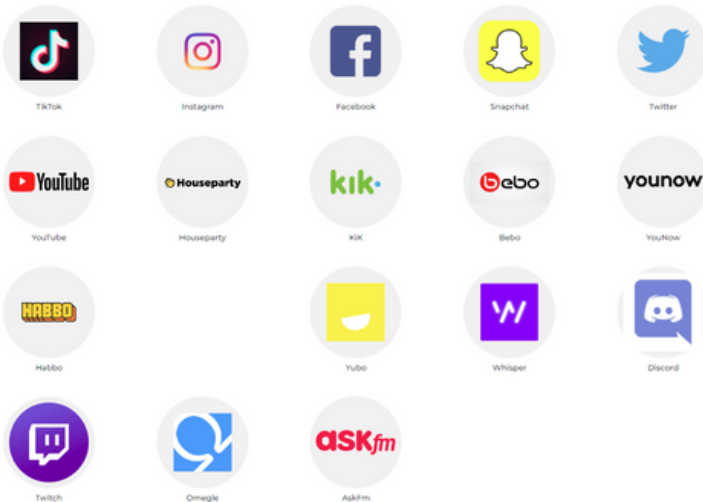 TikTok
Instagram
Facebook
Snapchat
Twitter
YouTube
Houseparty
kik
bebo
younow
YouTube
Houseparty
KiK
Bebo
YouNow
HABBO
Habbo
Yubo
Whisper
Discord
ASKfm
Twitch
Omegle
AskFm